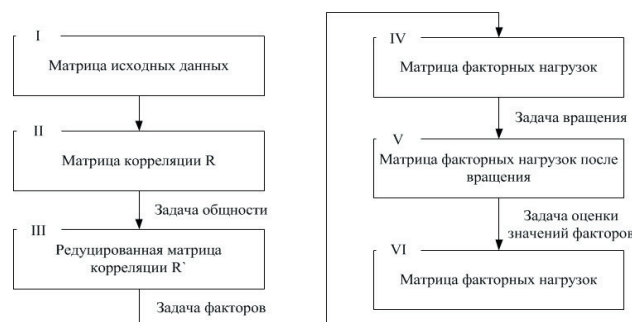 I
Матрица исходных данных
II
Матрица корреляции R
Задача общности
III
Редуцированная матрица
корреляции R`
Задача факторов
IV
Матрица факторных нагрузок
Задача вращения
V
Матрица факторных нагрузок после
вращения
Задача оценки
значений факторов
VI
Матрица факторных нагрузок